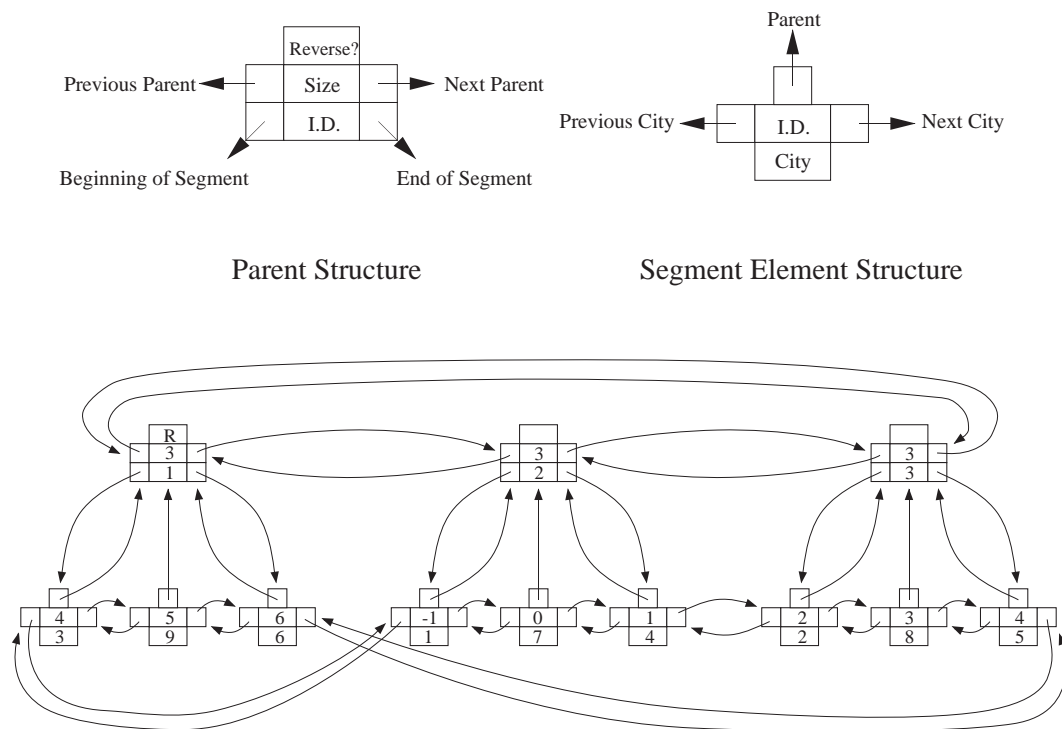 Parent
Reverse?
Previous Parent Size Next Parent
Previous City I.D. Next City
I.D.
City
Beginning of Segment End of Segment
Parent Structure Segment Element Structure
R
3 3 3
1 2 3
4 5 6 -1 0 1 2 3 4
3 9 6 1 7 4 2 8 5